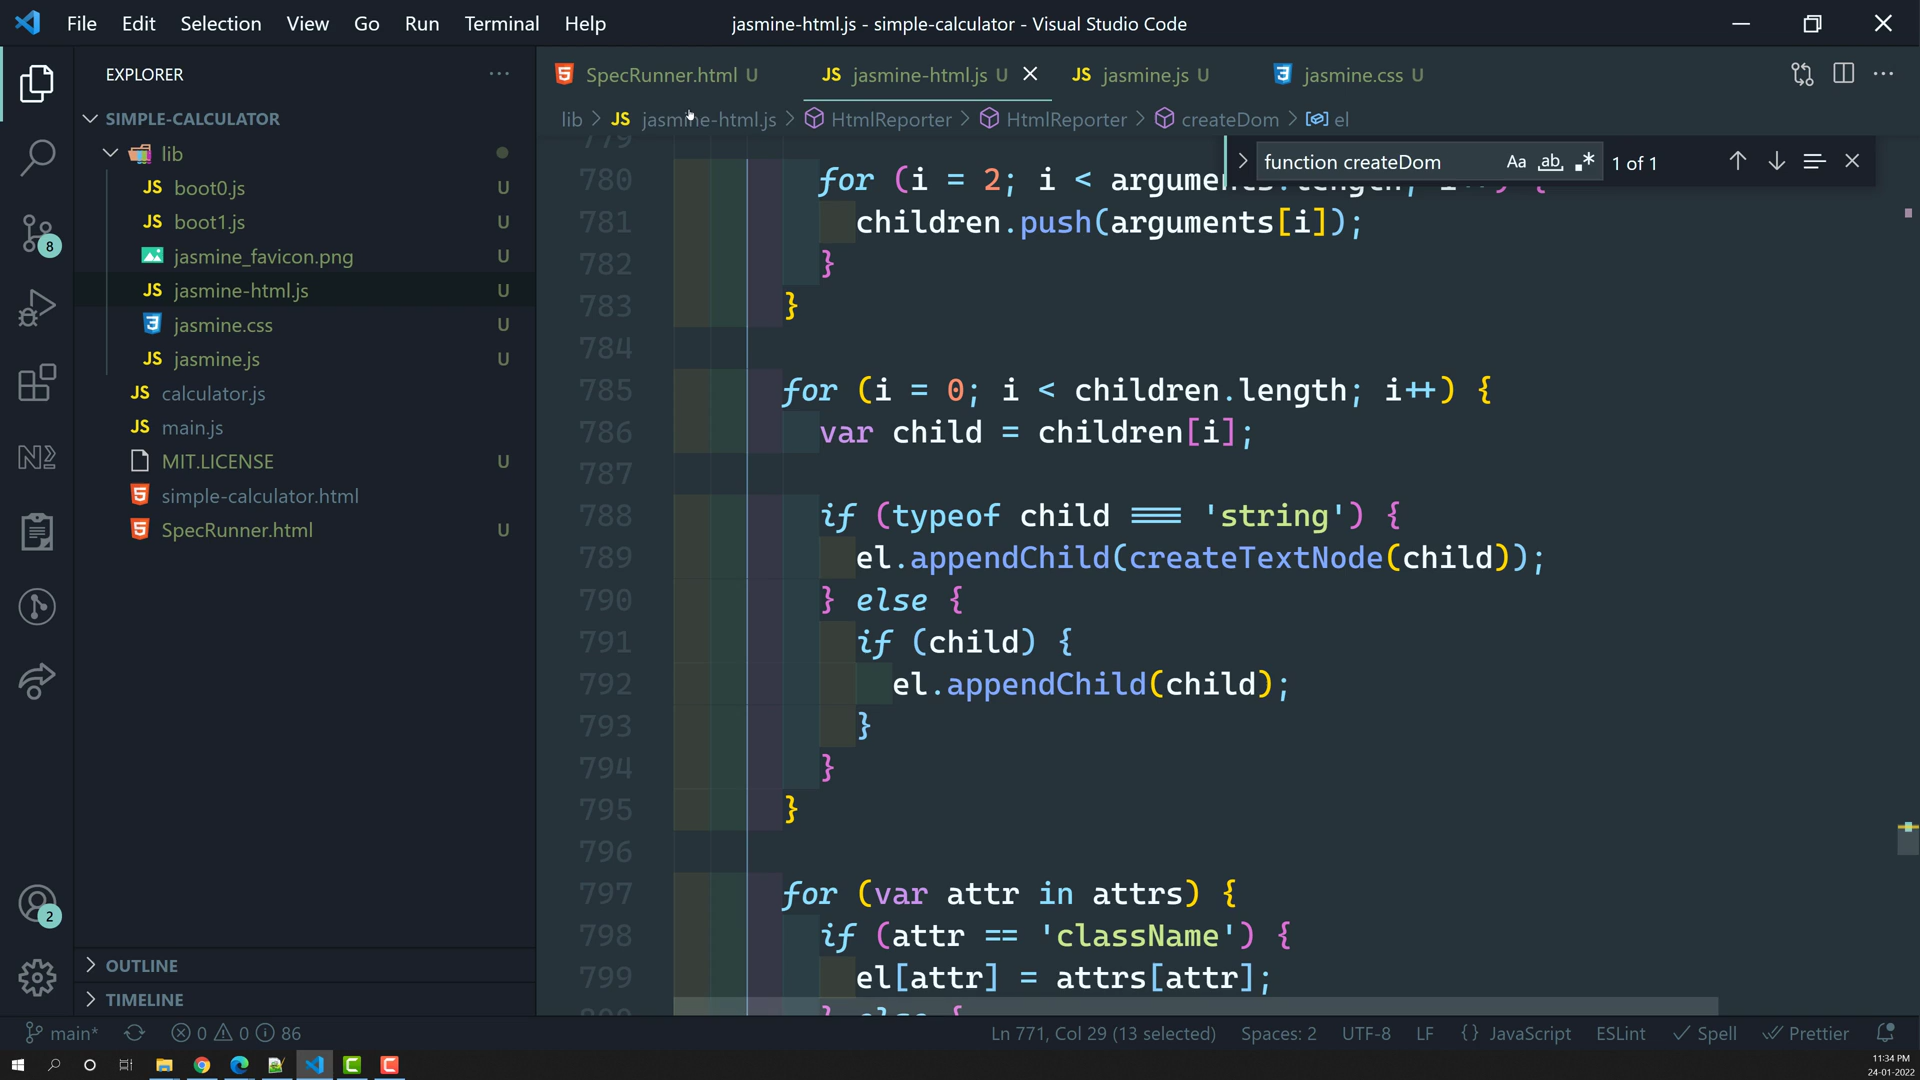 File Edit Selection View Go Run Terminal Help
jasmine-html.js - simple-calculator - Visual Studio Code
EXPLORER
SpecRunner.html U
JS jasmine-html.js U
JS jasmine.js U
jasmine.css U
SIMPLE-CALCULATOR
lib
JS boot0.js U
JS boot1.js U
jasmine_favicon.png U
JS jasmine-html.js U
jasmine.css U
JS jasmine.js U
JS calculator.js
JS main.js
MIT.LICENSE U
simple-calculator.html
SpecRunner.html U
OUTLINE
TIMELINE
8
2
lib > JS jasmine-html.js > HtmlReporter > HtmlReporter > createDom > el
function createDom Aa ab 1 of 1
779
780 for (i = 2; i < arguments.length; i++) {
781 children.push(arguments[i]);
782 }
783 }
784
785 for (i = 0; i < children.length; i++) {
786 var child = children[i];
787
788 if (typeof child === 'string') {
789 el.appendChild(createTextNode(child));
790 } else {
791 if (child) {
792 el.appendChild(child);
793 }
794 }
795 }
796
797 for (var attr in attrs) {
798 if (attr == 'className') {
799 el[attr] = attrs[attr];
800 } else {
main* 0 0 86
Ln 771, Col 29 (13 selected) Spaces: 2 UTF-8 LF {} JavaScript ESLint Spell Prettier
11:34 PM
24-01-2022